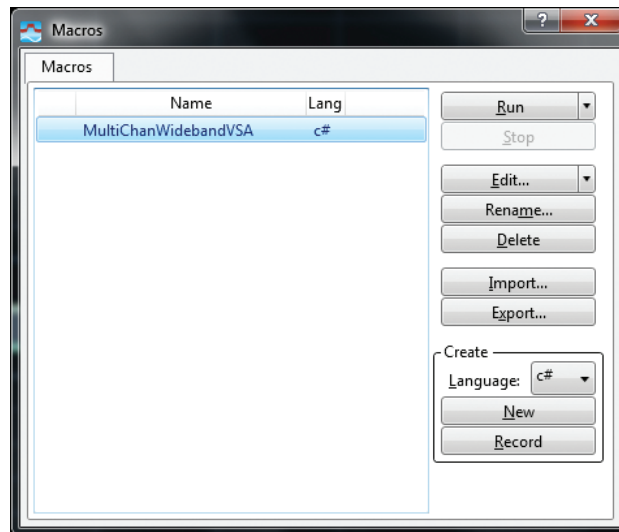 Macros
?
X
Macros
Name Lang
MultiChanWidebandVSA c#
Run
Stop
Edit...
Rename...
Delete
Import...
Export...
Create
Language: c#
New
Record